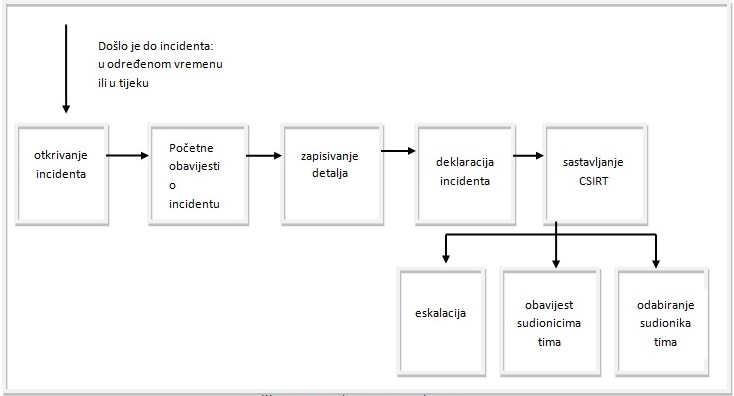 Došlo je do incidenta:
u određenom vremenu
ili u tijeku
otkrivanje
incidenta
Početne
obavijesti
o
incidentu
zapisivanje
detalja
deklaracija
incidenta
sastavljanje
CSIRT
eskalacija
obavijest
sudionicima
tima
odabiranje
sudionika
tima